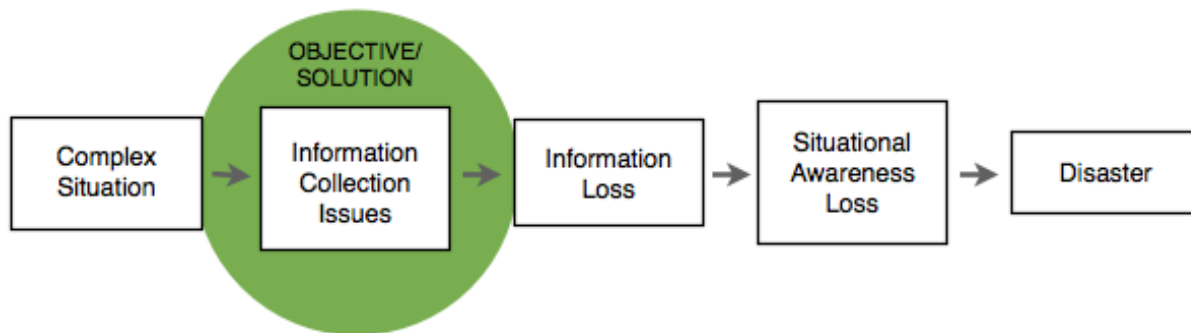 OBJECTIVE/
SOLUTION
Complex
Situation
Information
Collection
Issues
Information
Loss
Situational
Awareness
Loss
Disaster